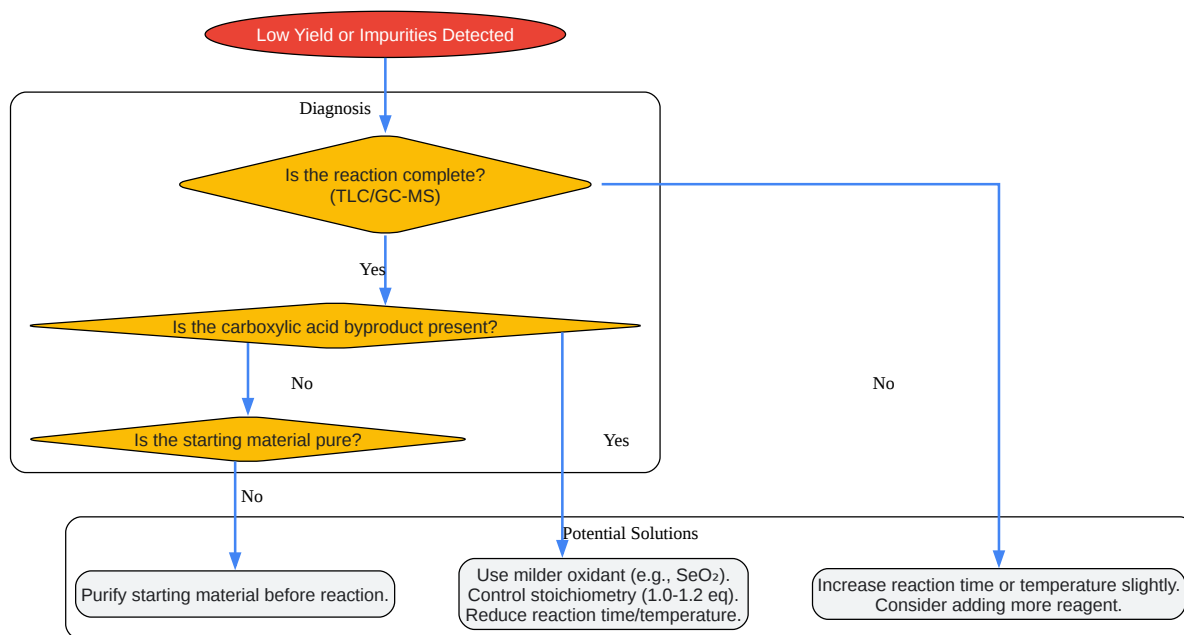 Low Yield or Impurities Detected
Diagnosis
Is the reaction complete?
(TLC/GC-MS)
Yes
Is the carboxylic acid byproduct present?
No
No
Is the starting material pure?
Yes
No
Potential Solutions
Purify starting material before reaction.
Use milder oxidant (e.g., SeO₂).
Control stoichiometry (1.0-1.2 eq).
Reduce reaction time/temperature.
Increase reaction time or temperature slightly.
Consider adding more reagent.